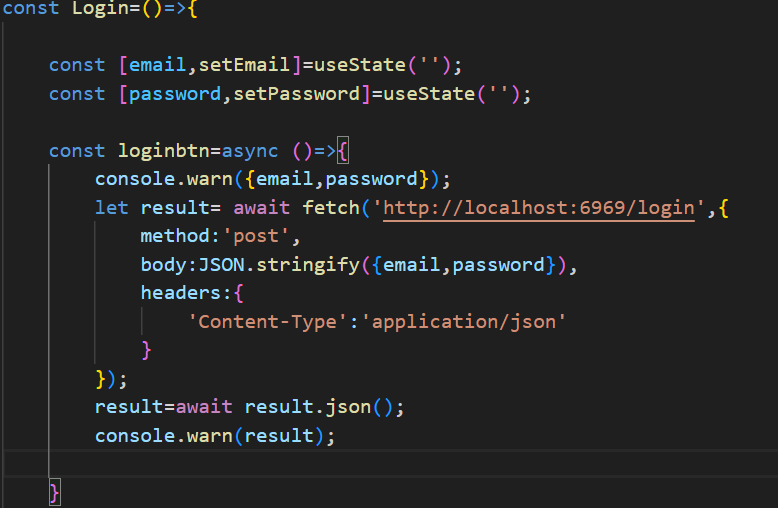 const Login=()=>{
const [email,setEmail]=useState('');
const [password,setPassword]=useState('');
const loginbtn=async ()=>{
console.warn({email,password});
let result= await fetch('http://localhost:6969/login',{
method:'post',
body:JSON.stringify({email,password}),
headers:{
'Content-Type':'application/json'
}
});
result=await result.json();
console.warn(result);
}